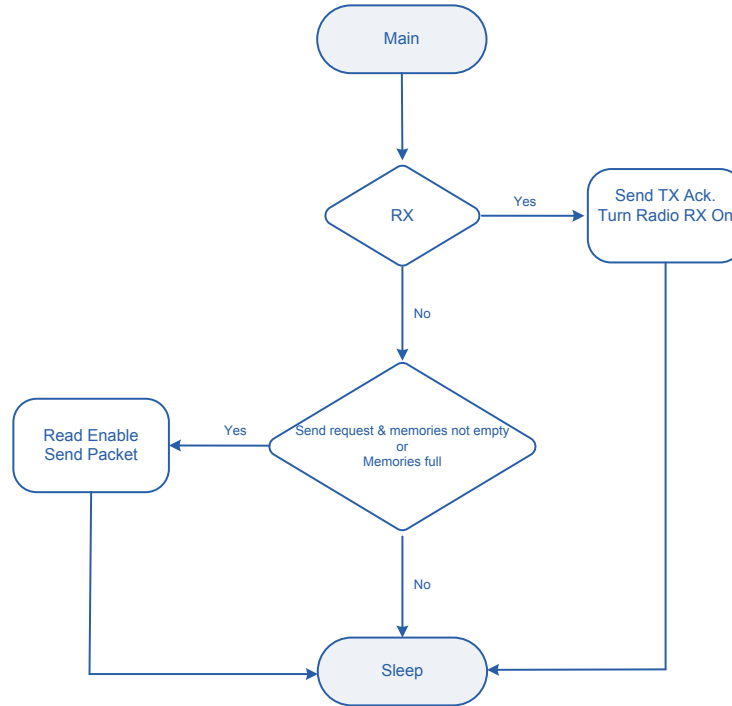 Main
RX
Yes
Send TX Ack.
Turn Radio RX On
No
Send request & memories not empty
or
Memories full
Yes
Read Enable
Send Packet
No
Sleep